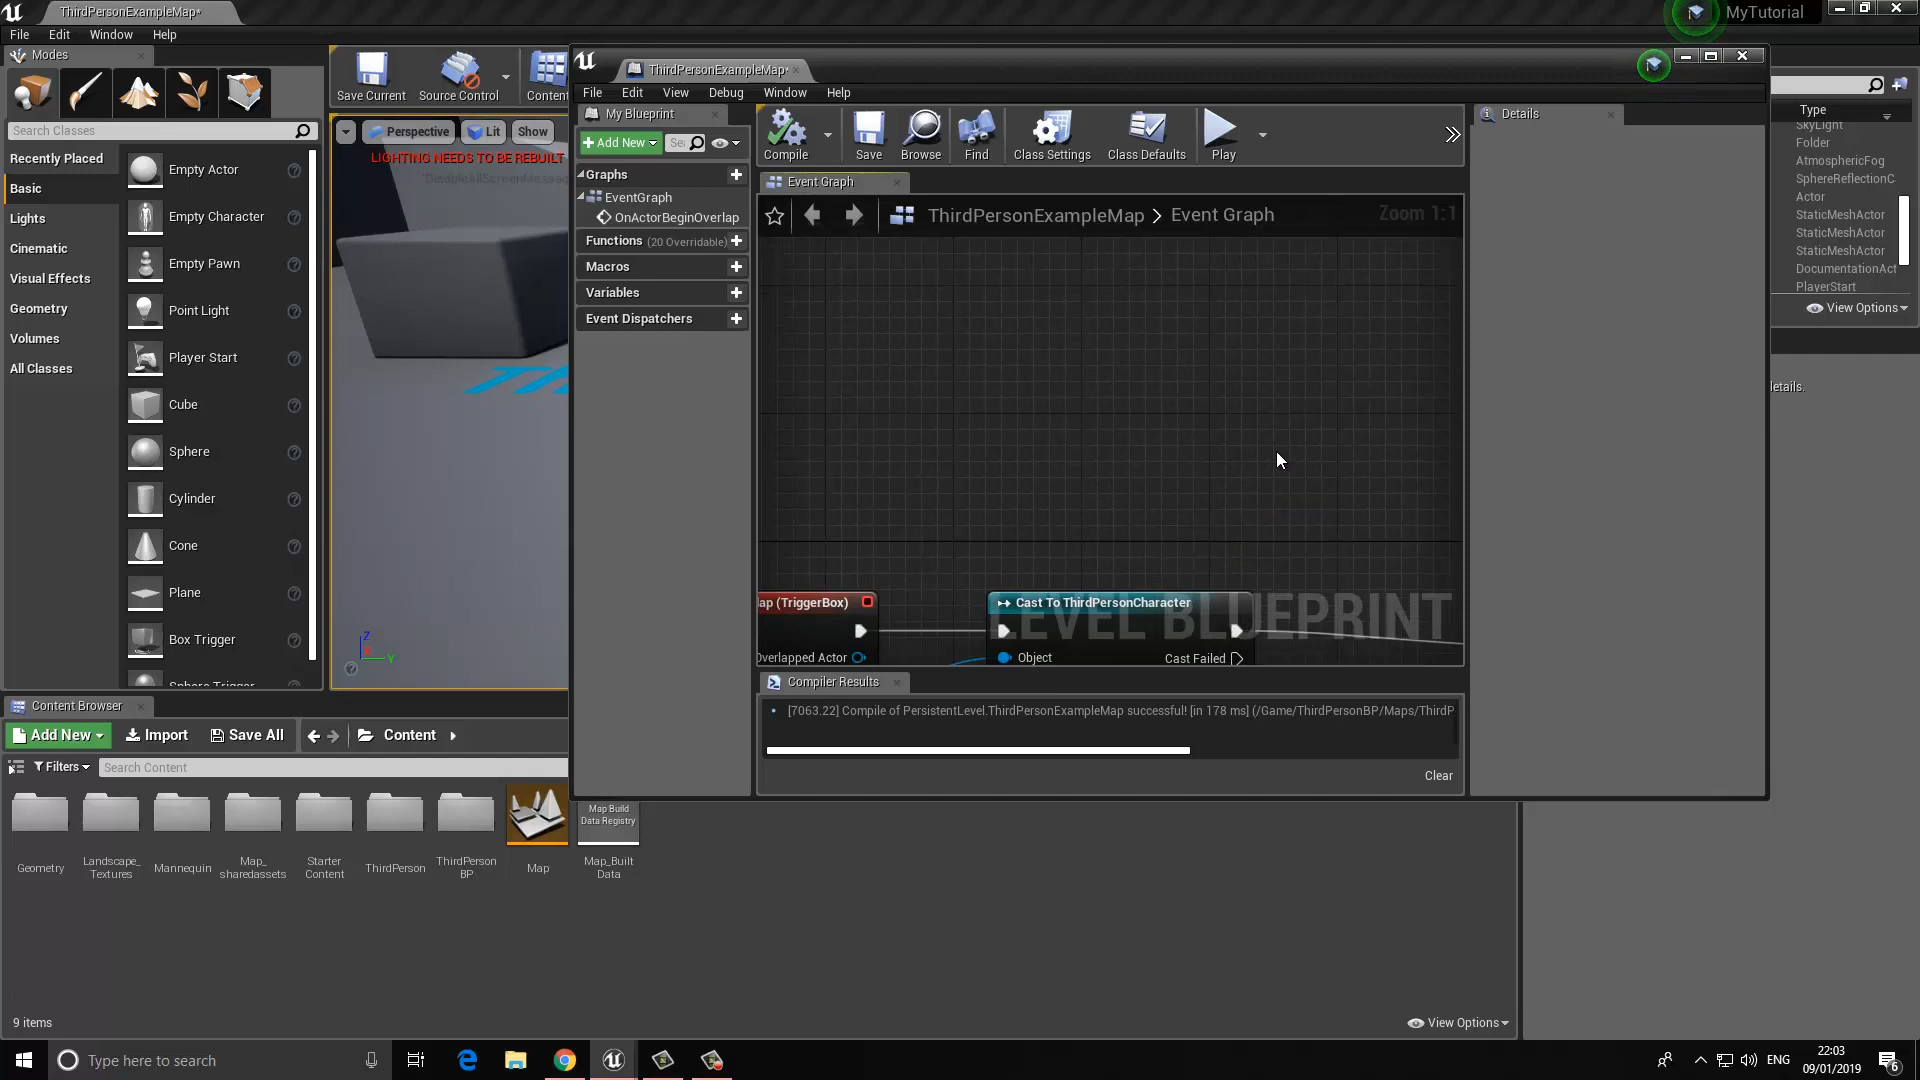 ThirdPersonExampleMap*
MyTutorial
File Edit Window Help
Modes
Search Classes
Recently Placed
Basic
Lights
Cinematic
Visual Effects
Geometry
Volumes
All Classes
Empty Actor
Empty Character
Empty Pawn
Point Light
Player Start
Cube
Sphere
Cylinder
Cone
Plane
Box Trigger
Sphere Trigger
Save Current
Source Control
Content
Perspective
Lit
Show
LIGHTING NEEDS TO BE REBUILT
'DisableAllScreenMessag
Z
X
Y
ThirdPersonExampleMap*
File Edit View Debug Window Help
My Blueprint
Add New
Graphs
EventGraph
OnActorBeginOverlap
Functions (20 Overridable)
Macros
Variables
Event Dispatchers
Compile
Save
Browse
Find
Class Settings
Class Defaults
Play
Event Graph
ThirdPersonExampleMap > Event Graph
Zoom 1:1
lap (TriggerBox)
Overlapped Actor
Cast To ThirdPersonCharacter
Object
Cast Failed
LEVEL BLUEPRINT
Compiler Results
[7063.22] Compile of PersistentLevel.ThirdPersonExampleMap successful! [in 178 ms] (/Game/ThirdPersonBP/Maps/ThirdP
Clear
Details
Type
SkyLight
Folder
AtmosphericFog
SphereReflectionC
Actor
StaticMeshActor
StaticMeshActor
StaticMeshActor
DocumentationAct
PlayerStart
View Options
details.
Content Browser
Add New
Import
Save All
Content
Filters
Search Content
Geometry
Landscape_
Textures
Mannequin
Map_
sharedassets
Starter
Content
ThirdPerson
ThirdPerson
BP
Map
Map Build
Data Registry
Map_Built
Data
9 items
View Options
Type here to search
ENG
22:03
09/01/2019
6